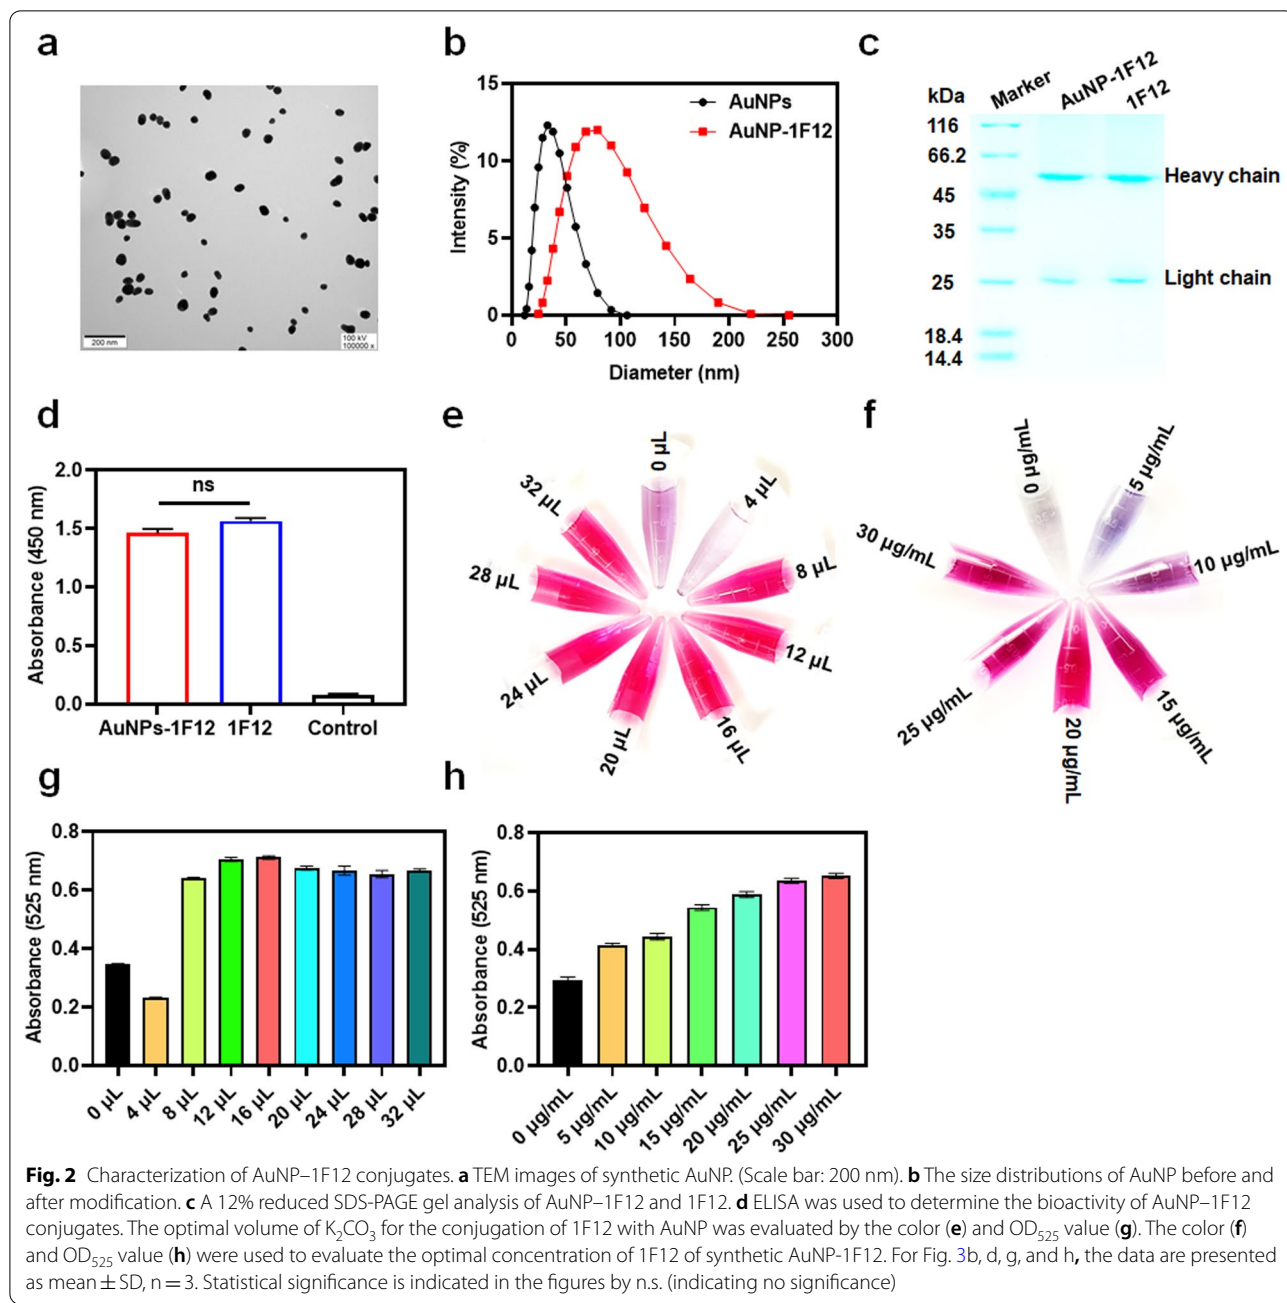 a
200 nm
100 kV
100000 x
b
15
10
5
0
Intensity (%)
0 50 100 150 200 250 300
Diameter (nm)
AuNPs
AuNP-1F12
c
kDa
Marker
AuNP-1F12
1F12
116
66.2
45
35
25
18.4
14.4
Heavy chain
Light chain
d
2.0
1.5
1.0
0.5
0.0
Absorbance (450 nm)
ns
AuNPs-1F12 1F12 Control
e
0 µL
4 µL
8 µL
12 µL
16 µL
20 µL
24 µL
28 µL
32 µL
f
0 µg/mL
5 µg/mL
10 µg/mL
15 µg/mL
20 µg/mL
25 µg/mL
30 µg/mL
g
0.8
0.6
0.4
0.2
0.0
Absorbance (525 nm)
0 µL 4 µL 8 µL 12 µL 16 µL 20 µL 24 µL 28 µL 32 µL
h
0.8
0.6
0.4
0.2
0.0
Absorbance (525 nm)
0 µg/mL 5 µg/mL 10 µg/mL 15 µg/mL 20 µg/mL 25 µg/mL 30 µg/mL
Fig. 2 Characterization of AuNP–1F12 conjugates. a TEM images of synthetic AuNP. (Scale bar: 200 nm). b The size distributions of AuNP before and
after modification. c A 12% reduced SDS-PAGE gel analysis of AuNP–1F12 and 1F12. d ELISA was used to determine the bioactivity of AuNP–1F12
conjugates. The optimal volume of K₂CO₃ for the conjugation of 1F12 with AuNP was evaluated by the color (e) and OD₅₂₅ value (g). The color (f)
and OD₅₂₅ value (h) were used to evaluate the optimal concentration of 1F12 of synthetic AuNP-1F12. For Fig. 3b, d, g, and h, the data are presented
as mean ± SD, n = 3. Statistical significance is indicated in the figures by n.s. (indicating no significance)